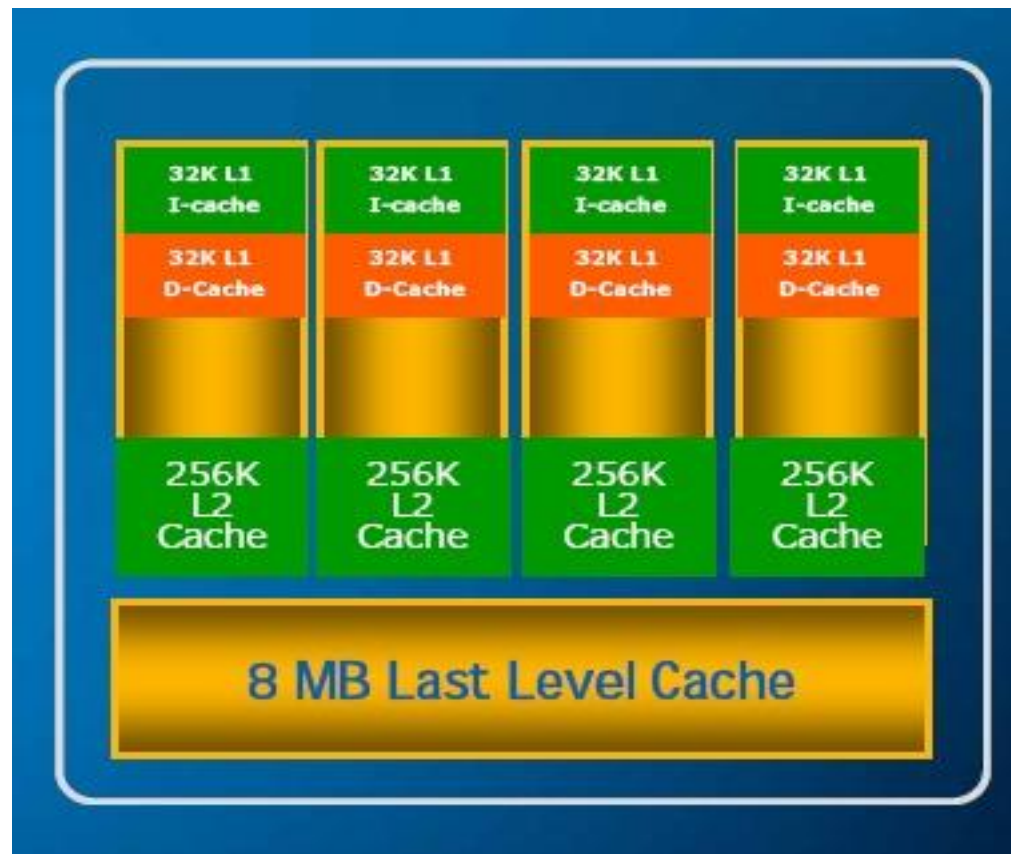 32K L1
I-cache
32K L1
D-Cache
256K
L2
Cache
32K L1
I-cache
32K L1
D-Cache
256K
L2
Cache
32K L1
I-cache
32K L1
D-Cache
256K
L2
Cache
32K L1
I-cache
32K L1
D-Cache
256K
L2
Cache
8 MB Last Level Cache